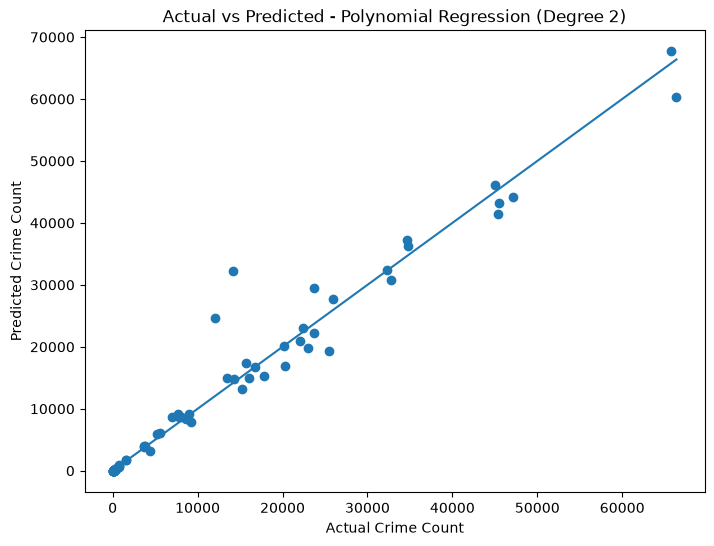 Actual vs Predicted - Polynomial Regression (Degree 2)
70000
60000
50000
40000
30000
20000
10000
0
Predicted Crime Count
0 10000 20000 30000 40000 50000 60000
Actual Crime Count